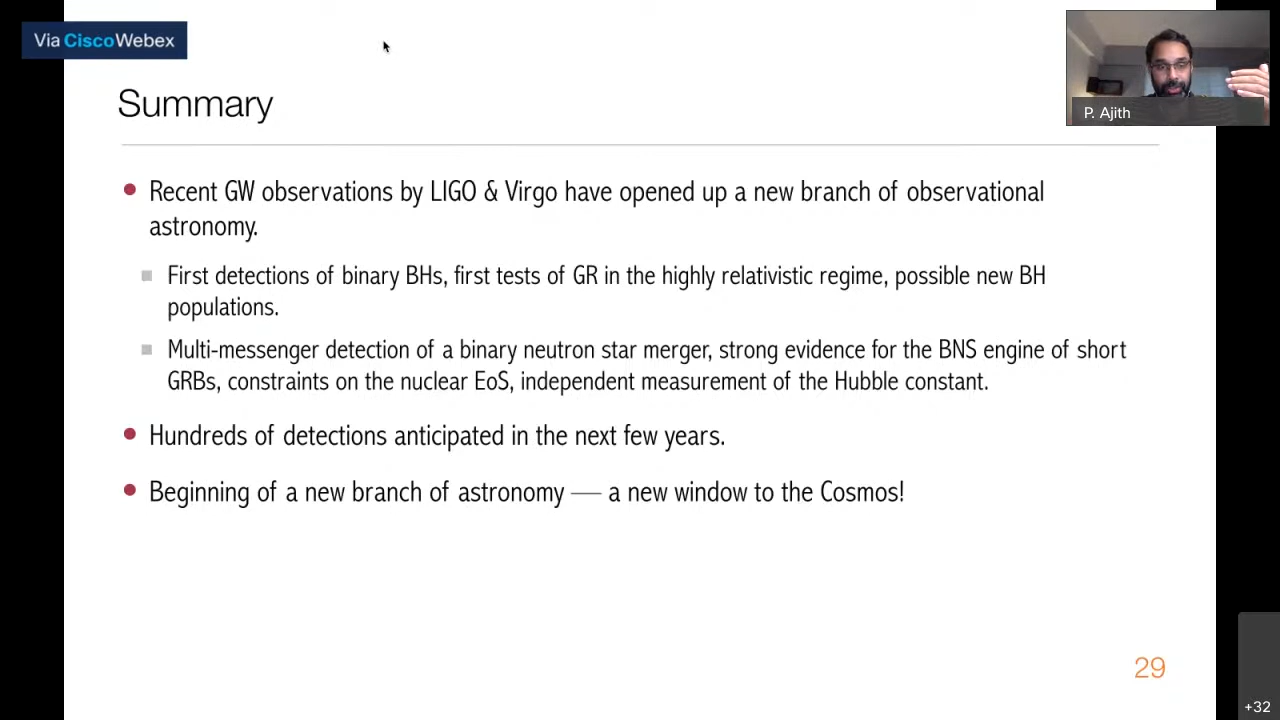 Via Cisco Webex
P. Ajith
Summary
Recent GW observations by LIGO & Virgo have opened up a new branch of observational
astronomy.
First detections of binary BHs, first tests of GR in the highly relativistic regime, possible new BH
populations.
Multi-messenger detection of a binary neutron star merger, strong evidence for the BNS engine of short
GRBs, constraints on the nuclear EoS, independent measurement of the Hubble constant.
Hundreds of detections anticipated in the next few years.
Beginning of a new branch of astronomy — a new window to the Cosmos!
29
+32